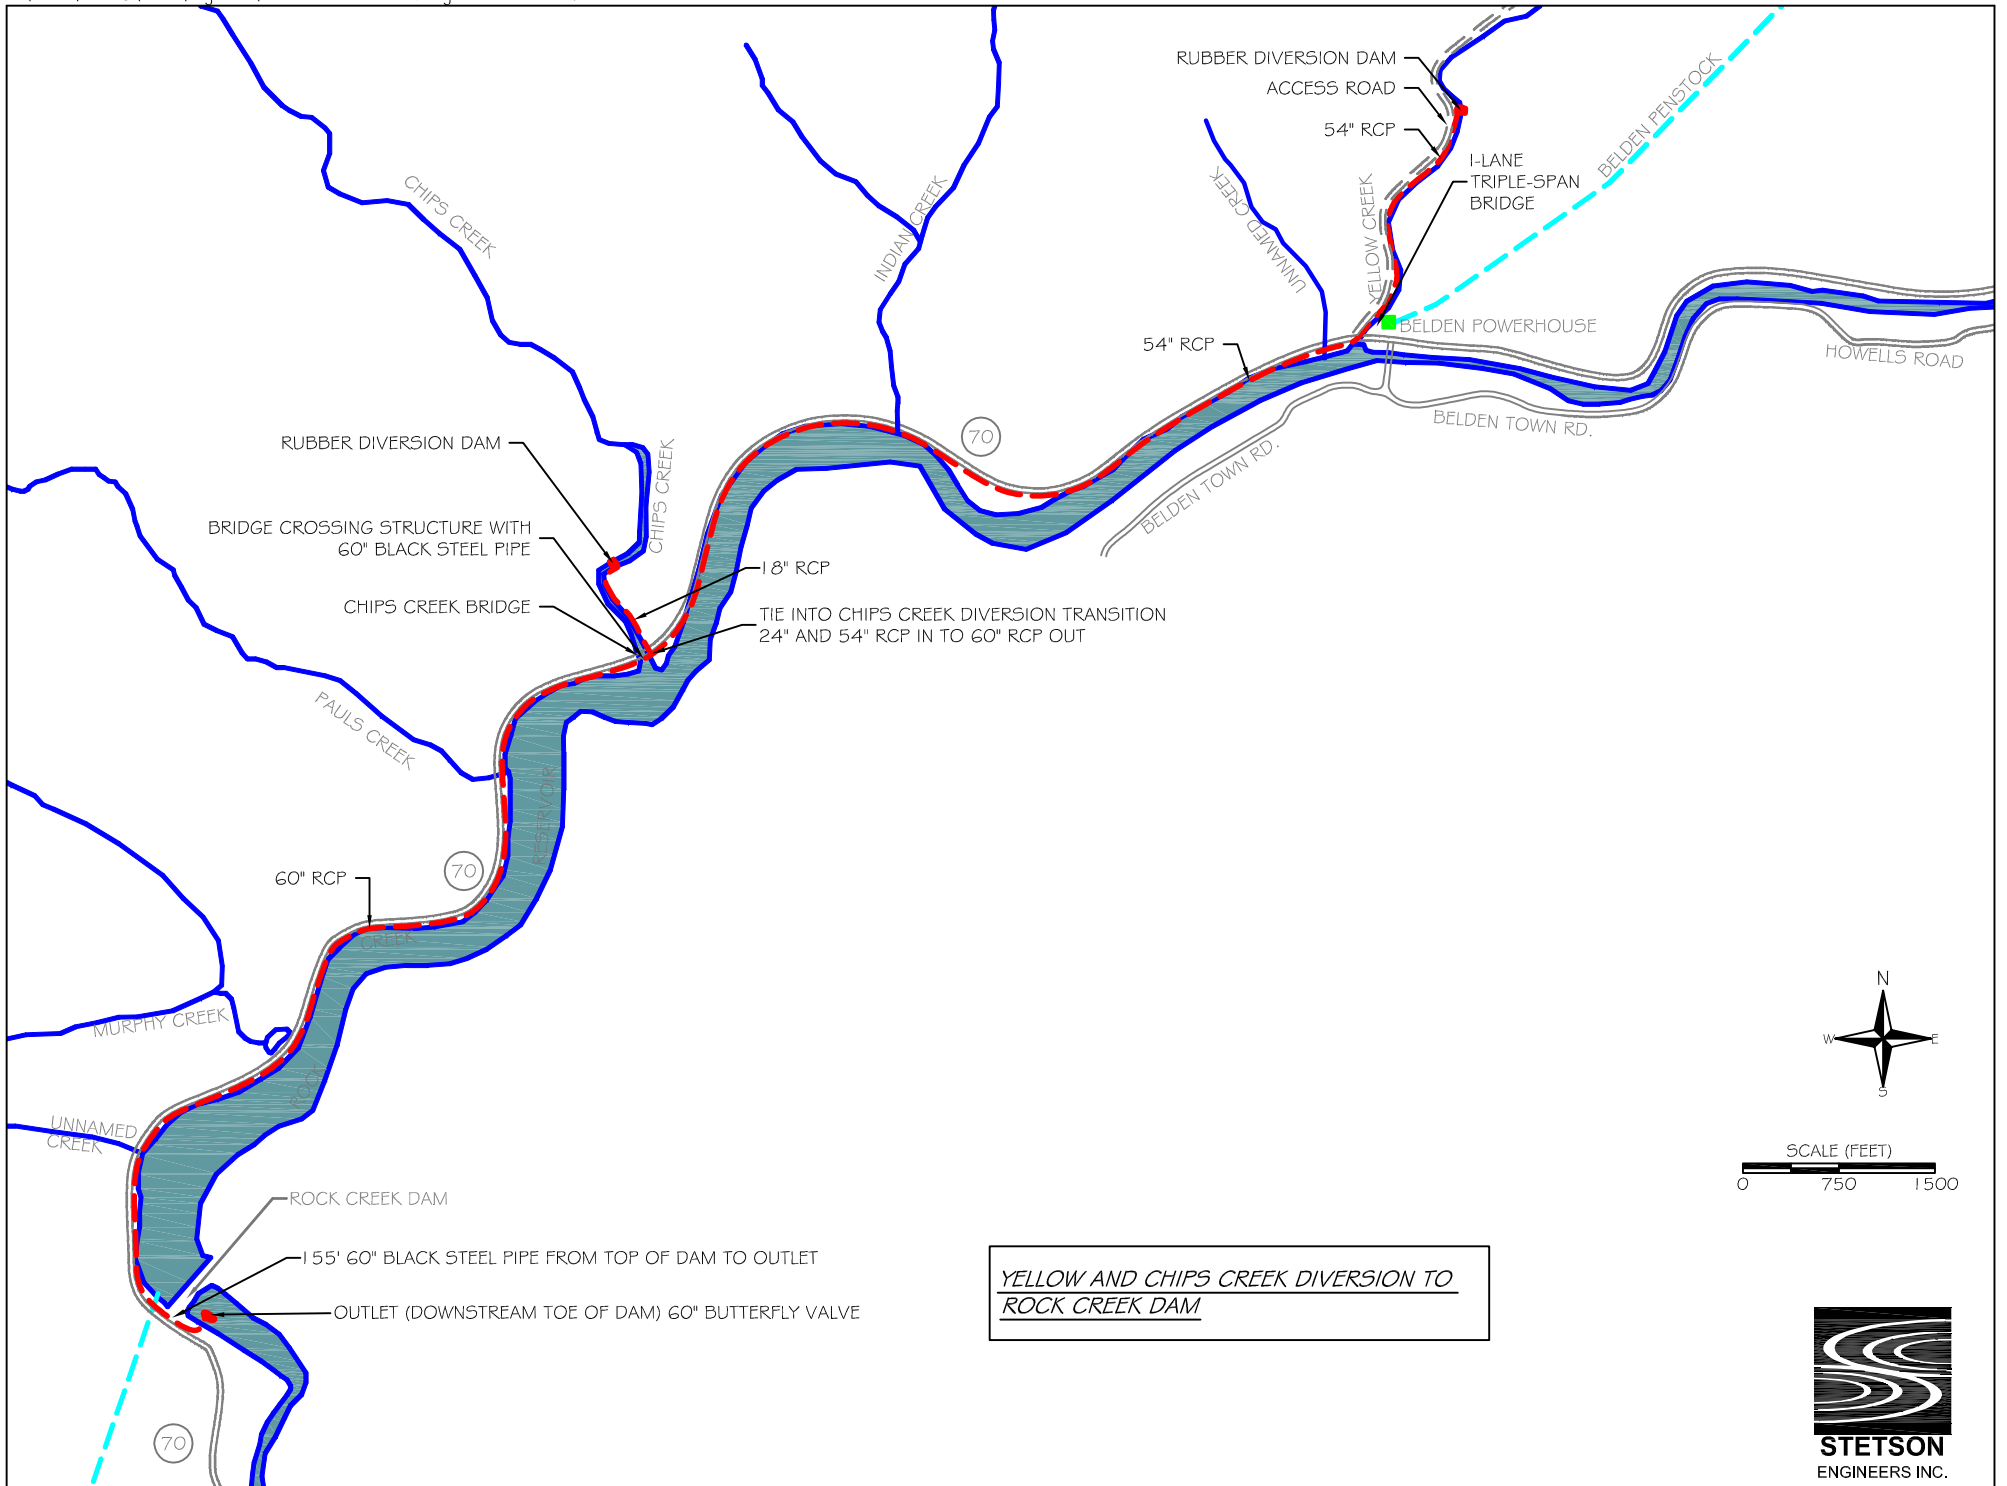 RUBBER DIVERSION DAM
ACCESS ROAD
54" RCP
1-LANE
TRIPLE-SPAN
BRIDGE
BELDEN PENSTOCK
CHIPS CREEK
INDIAN CREEK
UNNAMED CREEK
YELLOW CREEK
BELDEN POWERHOUSE
HOWELLS ROAD
54" RCP
BELDEN TOWN RD.
BELDEN TOWN RD.
70
RUBBER DIVERSION DAM
CHIPS CREEK
BRIDGE CROSSING STRUCTURE WITH
60" BLACK STEEL PIPE
18" RCP
CHIPS CREEK BRIDGE
TIE INTO CHIPS CREEK DIVERSION TRANSITION
24" AND 54" RCP IN TO 60" RCP OUT
PAULS CREEK
RESERVOIR
70
60" RCP
CREEK
MURPHY CREEK
ROCK
UNNAMED
CREEK
N
W
E
S
SCALE (FEET)
0 750 1500
ROCK CREEK DAM
155' 60" BLACK STEEL PIPE FROM TOP OF DAM TO OUTLET
OUTLET (DOWNSTREAM TOE OF DAM) 60" BUTTERFLY VALVE
YELLOW AND CHIPS CREEK DIVERSION TO
ROCK CREEK DAM
70
STETSON
ENGINEERS INC.